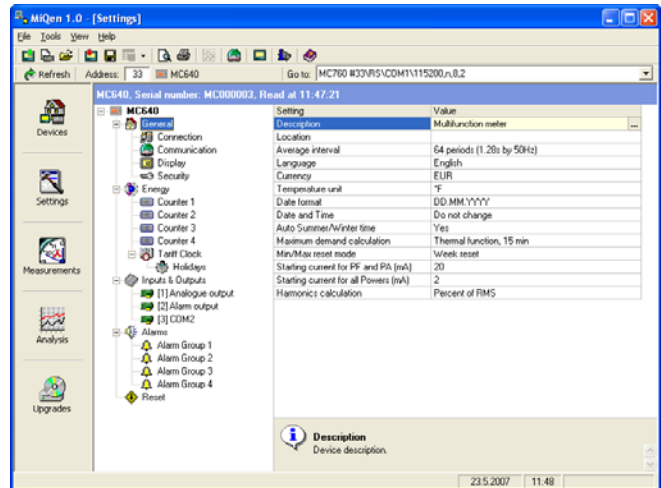 MiQen 1.0 - [Settings]
File Tools View Help
Refresh Address: 33 MC640 Go to: MC760 #33\RS\COM1\115200,n,8,2
MC640, Serial number: MC000003, Read at 11:47:21
Devices
Settings
Measurements
Analysis
Upgrades
MC640
General
Connection
Communication
Display
Security
Energy
Counter 1
Counter 2
Counter 3
Counter 4
Tariff Clock
Holidays
Inputs & Outputs
[1] Analogue output
[2] Alarm output
[3] COM2
Alarms
Alarm Group 1
Alarm Group 2
Alarm Group 3
Alarm Group 4
Reset
Setting Value
Description Multifunction meter ...
Location
Average interval 64 periods (1.28s by 50Hz)
Language English
Currency EUR
Temperature unit °F
Date format DD.MM.YYYY
Date and Time Do not change
Auto Summer/Winter time Yes
Maximum demand calculation Thermal function, 15 min
Min/Max reset mode Week reset
Starting current for PF and PA (mA) 20
Starting current for all Powers (mA) 2
Harmonics calculation Percent of RMS
Description
Device description.
23.5.2007 11:48